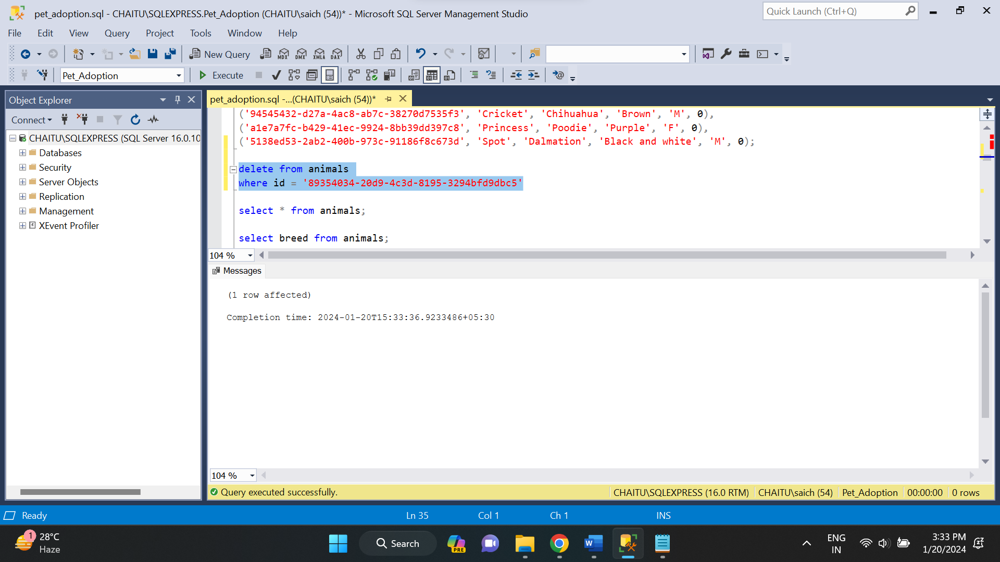 pet_adoption.sql - CHAITU\SQLEXPRESS.Pet_Adoption (CHAITU\saich (54))* - Microsoft SQL Server Management Studio
Quick Launch (Ctrl+Q)
File Edit View Query Project Tools Window Help
New Query MDX DMX XMLA DAX
Pet_Adoption Execute
Object Explorer
pet_adoption.sql -...(CHAITU\saich (54))*
Connect
CHAITU\SQLEXPRESS (SQL Server 16.0.10
Databases
Security
Server Objects
Replication
Management
XEvent Profiler
('94545432-d27a-4ac8-ab7c-38270d7535f3', 'Cricket', 'Chihuahua', 'Brown', 'M', 0),
('a1e7a7fc-b429-41ec-9924-8bb39dd397c8', 'Princess', 'Poodie', 'Purple', 'F', 0),
('5138ed53-2ab2-400b-973c-91186f8c673d', 'Spot', 'Dalmation', 'Black and white', 'M', 0);
delete from animals
where id = '89354034-20d9-4c3d-8195-3294bfd9dbc5'
select * from animals;
select breed from animals;
104 %
Messages
(1 row affected)
Completion time: 2024-01-20T15:33:36.9233486+05:30
104 %
Query executed successfully. CHAITU\SQLEXPRESS (16.0 RTM) CHAITU\saich (54) Pet_Adoption 00:00:00 0 rows
Ready Ln 35 Col 1 Ch 1 INS
1 28°C
Haze
Search
PRE
W
ENG
IN
3:33 PM
1/20/2024